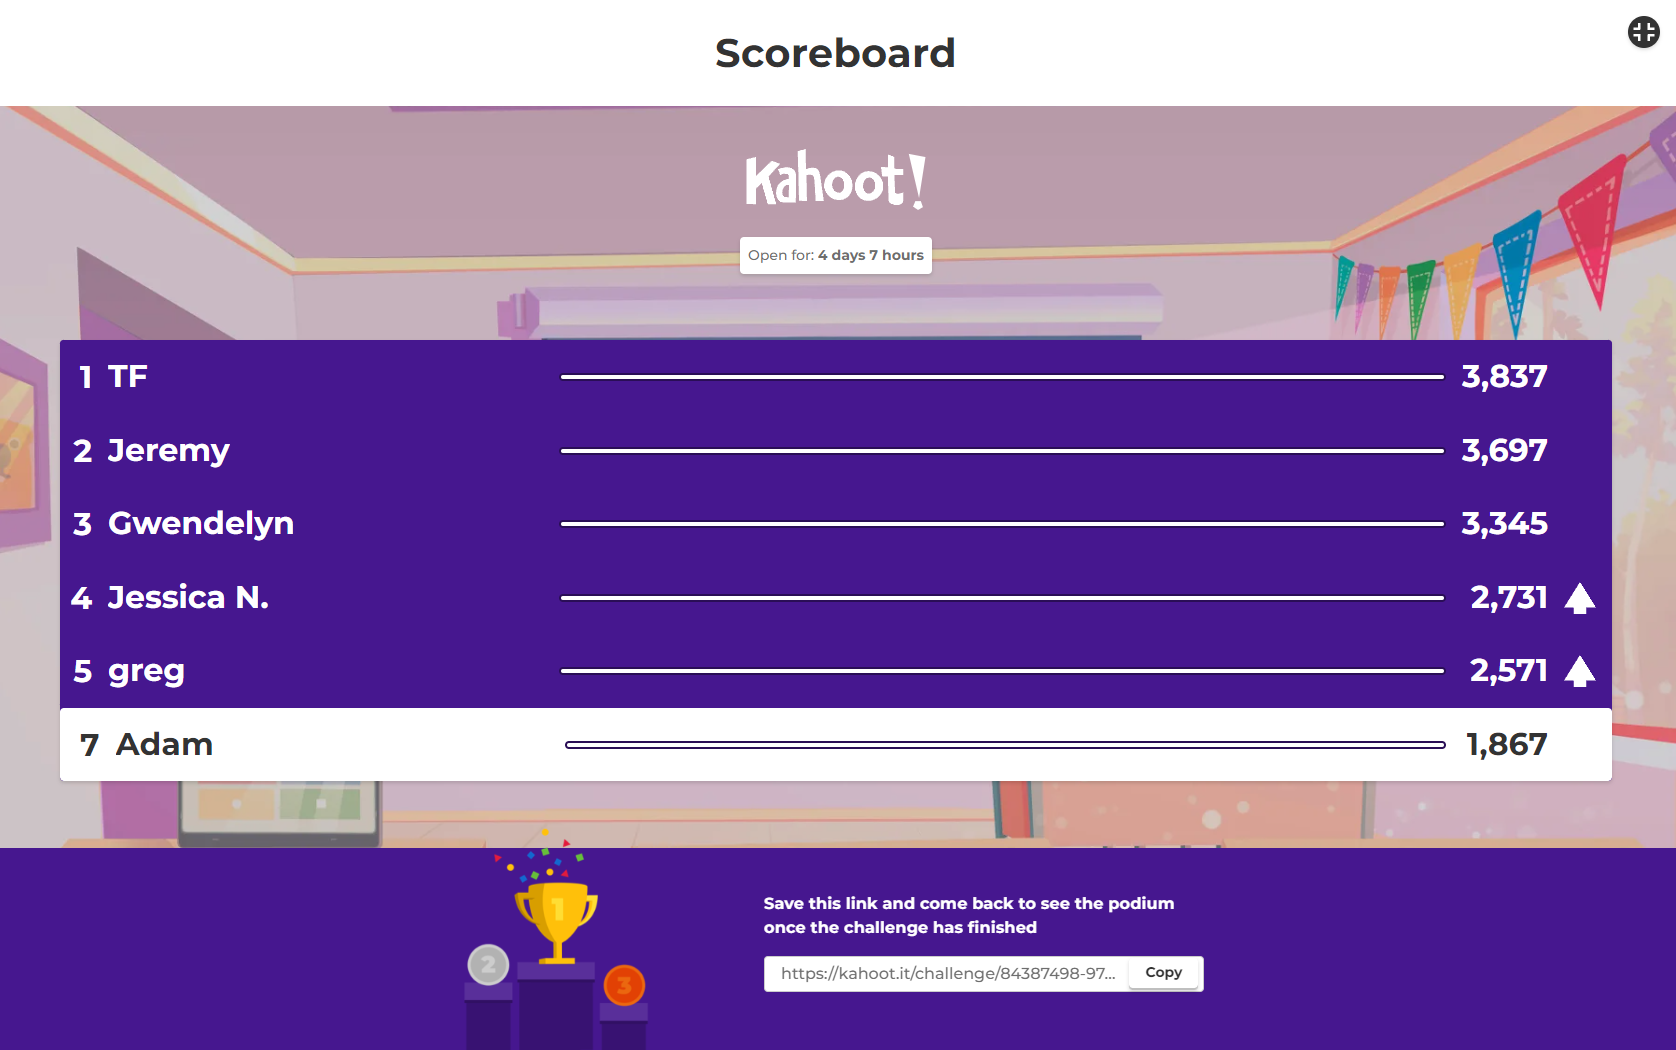 Scoreboard
Kahoot!
Open for: 4 days 7 hours
1 TF 3,837
2 Jeremy 3,697
3 Gwendelyn 3,345
4 Jessica N. 2,731
5 greg 2,571
7 Adam 1,867
1
2
3
Save this link and come back to see the podium
once the challenge has finished
https://kahoot.it/challenge/84387498-97... Copy